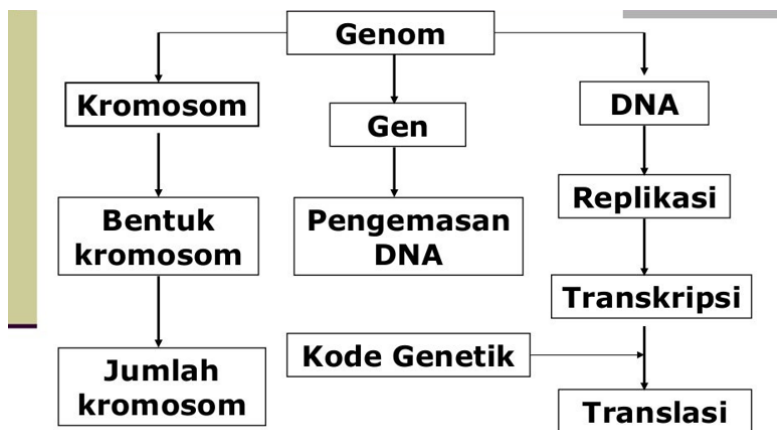 Genom
Kromosom
Gen
DNA
Bentuk
kromosom
Pengemasan
DNA
Replikasi
Transkripsi
Kode Genetik
Jumlah
kromosom
Translasi